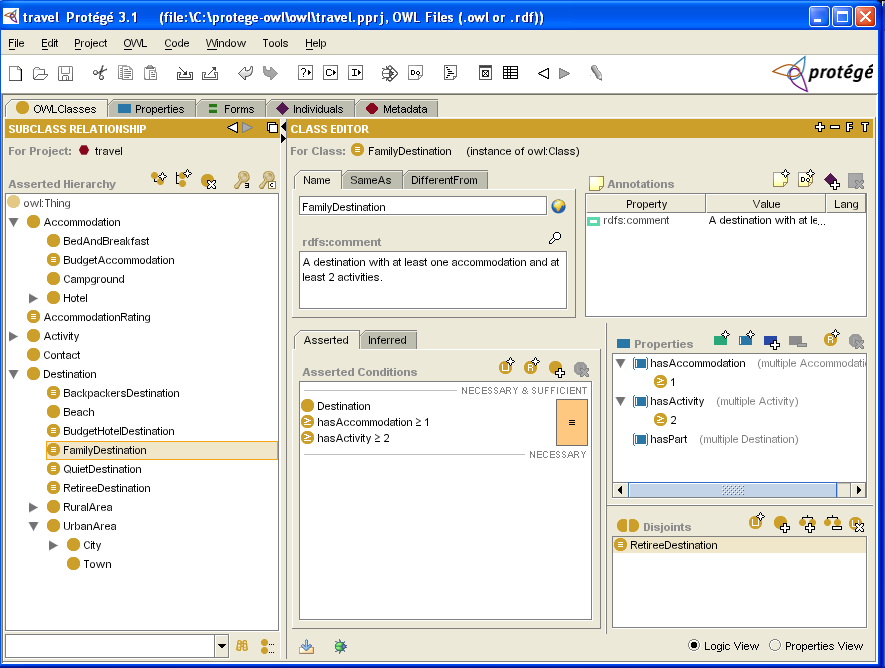 travel Protégé 3.1 (file:\C:\protege-owl\owl\travel.pprj, OWL Files (.owl or .rdf))
File Edit Project OWL Code Window Tools Help
protégé
OWLClasses Properties Forms Individuals Metadata
SUBCLASS RELATIONSHIP
For Project: travel
Asserted Hierarchy
owl:Thing
Accommodation
BedAndBreakfast
BudgetAccommodation
Campground
Hotel
AccommodationRating
Activity
Contact
Destination
BackpackersDestination
Beach
BudgetHotelDestination
FamilyDestination
QuietDestination
RetireeDestination
RuralArea
UrbanArea
City
Town
CLASS EDITOR
F T
For Class: FamilyDestination (instance of owl:Class)
Name SameAs DifferentFrom
FamilyDestination
rdfs:comment
A destination with at least one accommodation and at
least 2 activities.
Annotations
Property Value Lang
rdfs:comment A destination with at le...
Asserted Inferred
Asserted Conditions
NECESSARY & SUFFICIENT
Destination
hasAccommodation ≥ 1
hasActivity ≥ 2
NECESSARY
Properties
hasAccommodation (multiple Accommodati
1
hasActivity (multiple Activity)
2
hasPart (multiple Destination)
Disjoints
RetireeDestination
Logic View Properties View